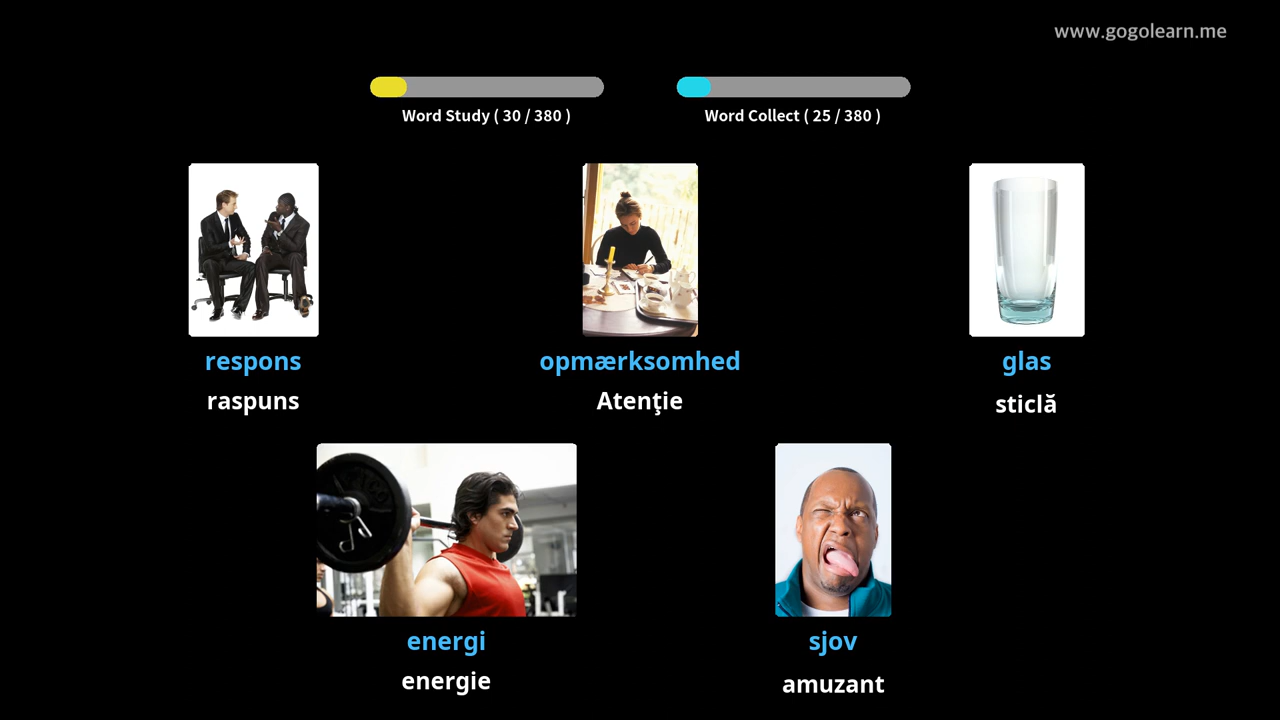 www.gogolearn.me
Word Study ( 30 / 380 )
Word Collect ( 25 / 380 )
respons
opmærksomhed
glas
raspuns
Atenţie
sticlă
energi
sjov
energie
amuzant